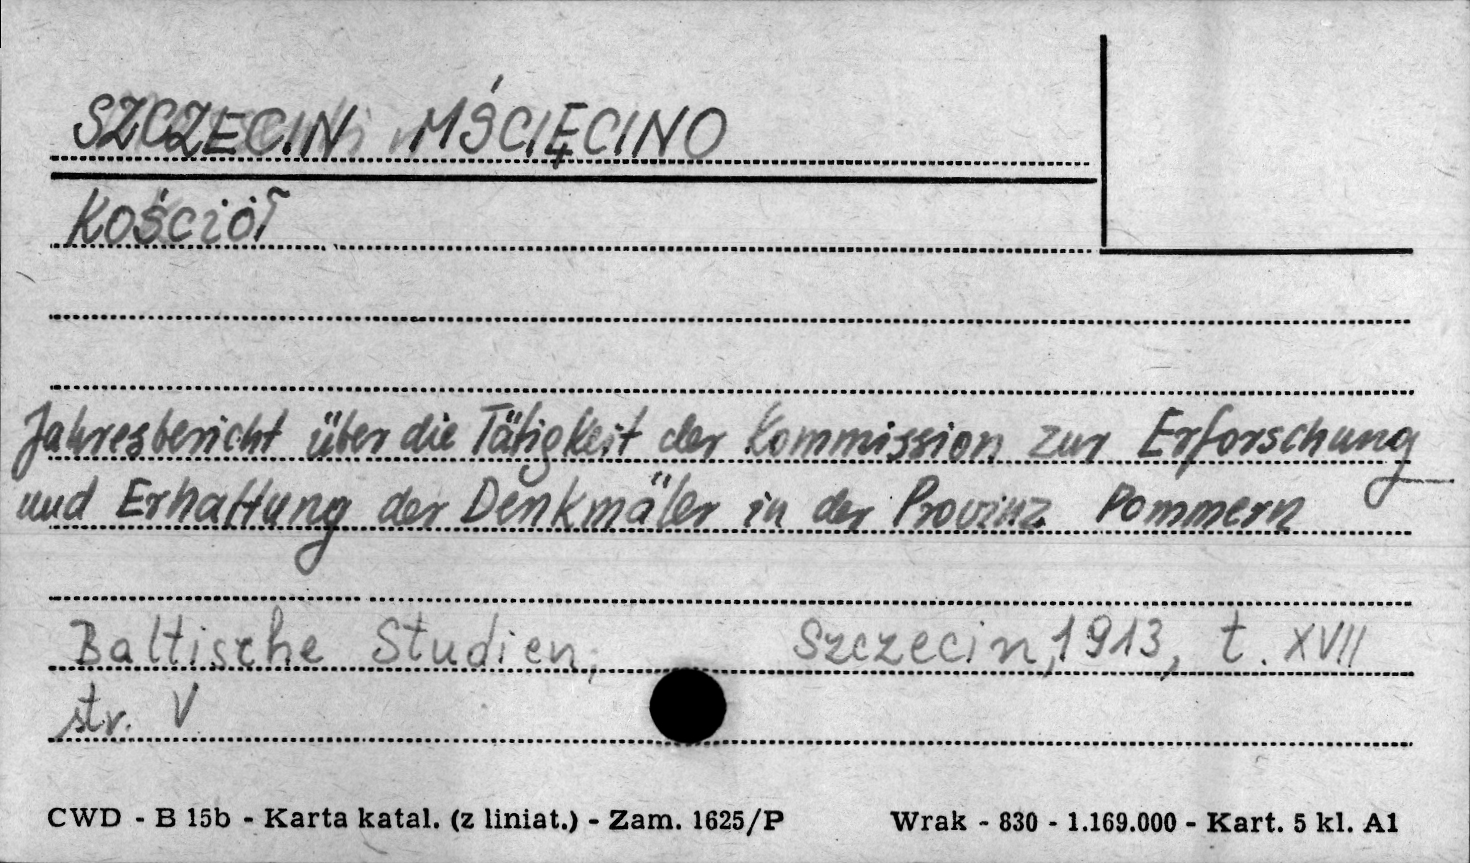 SZCZECIN MŚCIĘCINO
Kościół
Jahresbericht über die Tätigkeit der Kommission zur Erforschung
und Erhaltung der Denkmäler in der Provinz Pommern
Baltische Studien, Szczecin, 1913, t. XVII
str. V
CWD - B 15b - Karta katal. (z liniat.) - Zam. 1625/P Wrak - 830 - 1.169.000 - Kart. 5 kl. A1